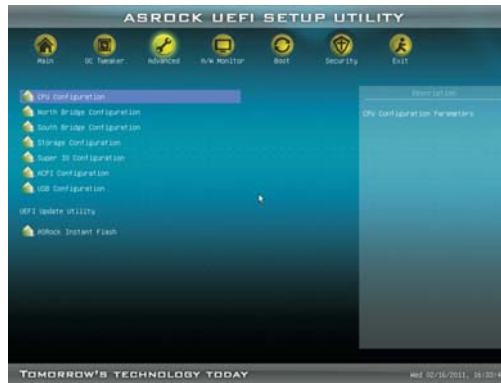 ASROCK UEFI SETUP UTILITY
Main OC Tweaker Advanced H/W Monitor Boot Security Exit
CPU Configuration
North Bridge Configuration
South Bridge Configuration
Storage Configuration
Super IO Configuration
ACPI Configuration
USB Configuration
UEFI Update Utility
ASRock Instant Flash
Description
CPU Configuration Parameters
TOMORROW'S TECHNOLOGY TODAY
Wed 02/16/2011,